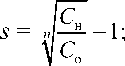 s = ⁿ√(Cн/Cо) − 1;